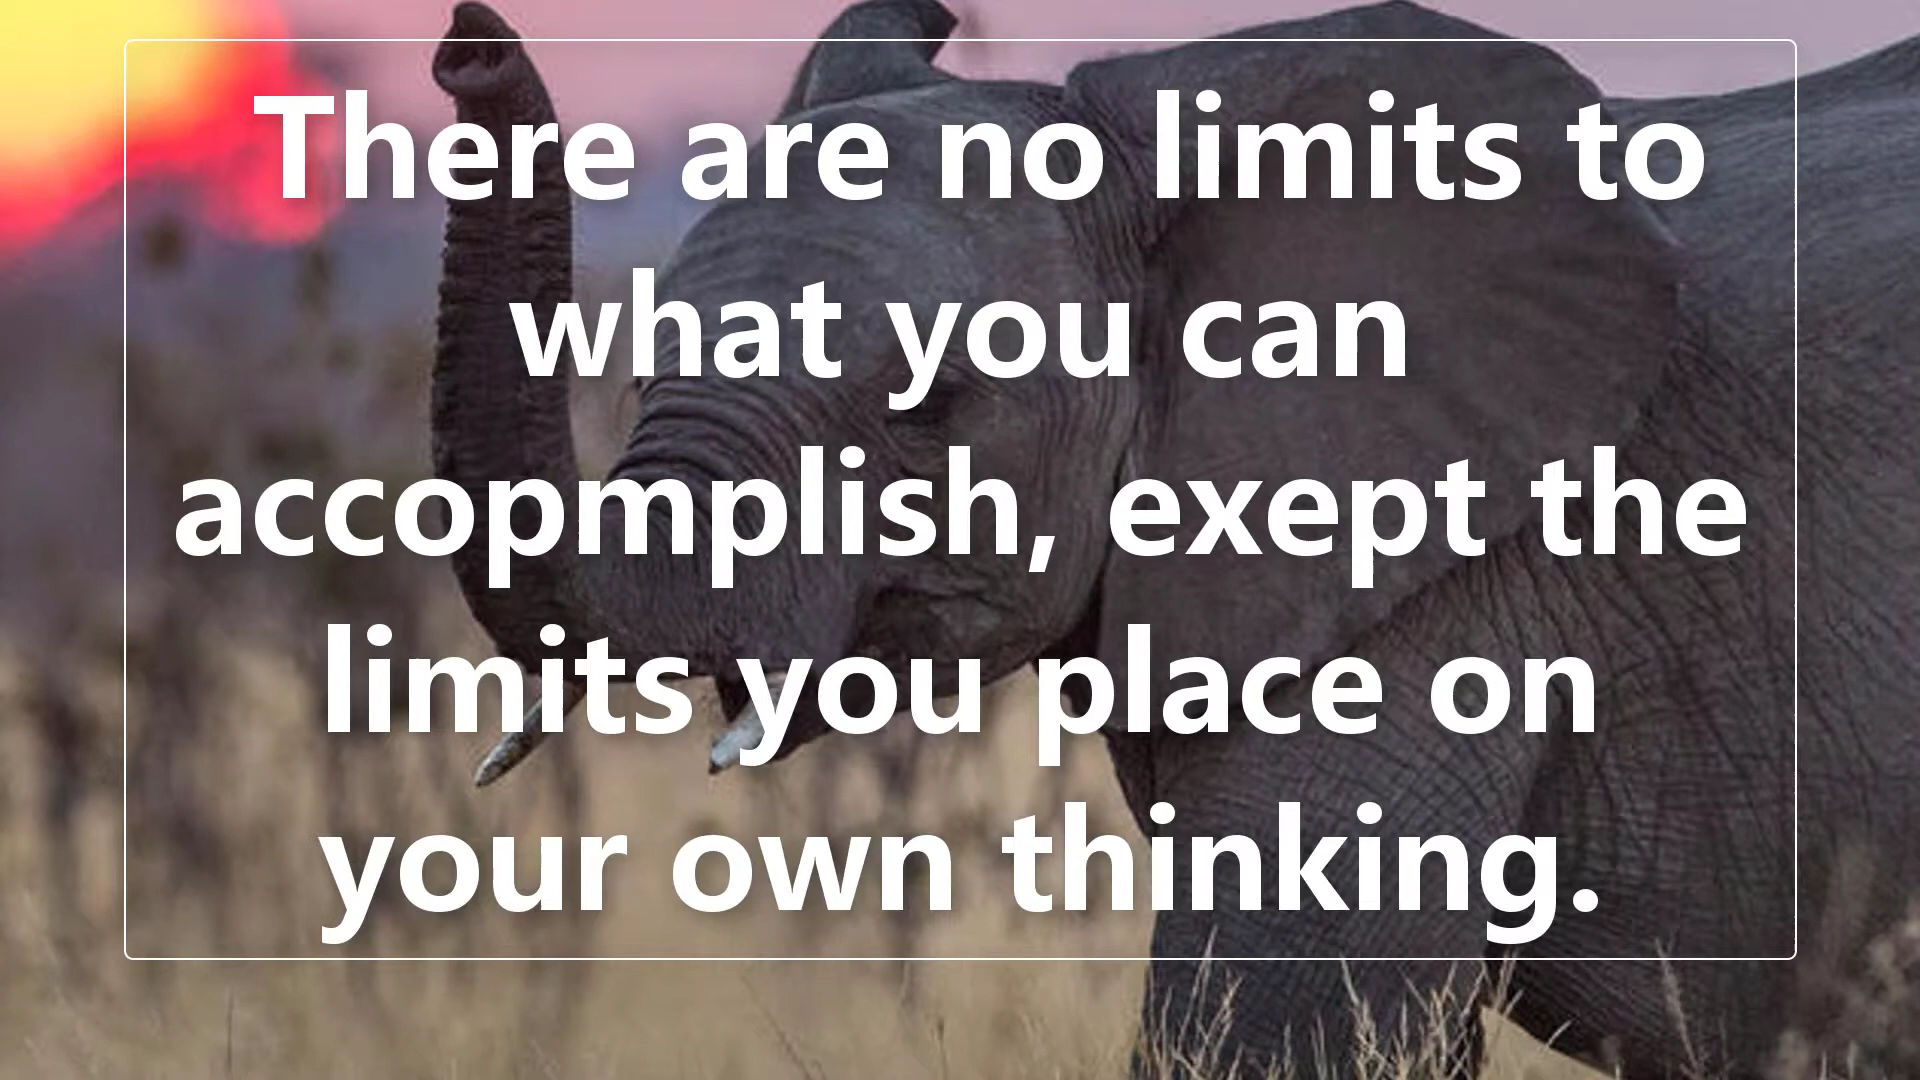 There are no limits to
what you can
accopmplish, exept the
limits you place on
your own thinking.